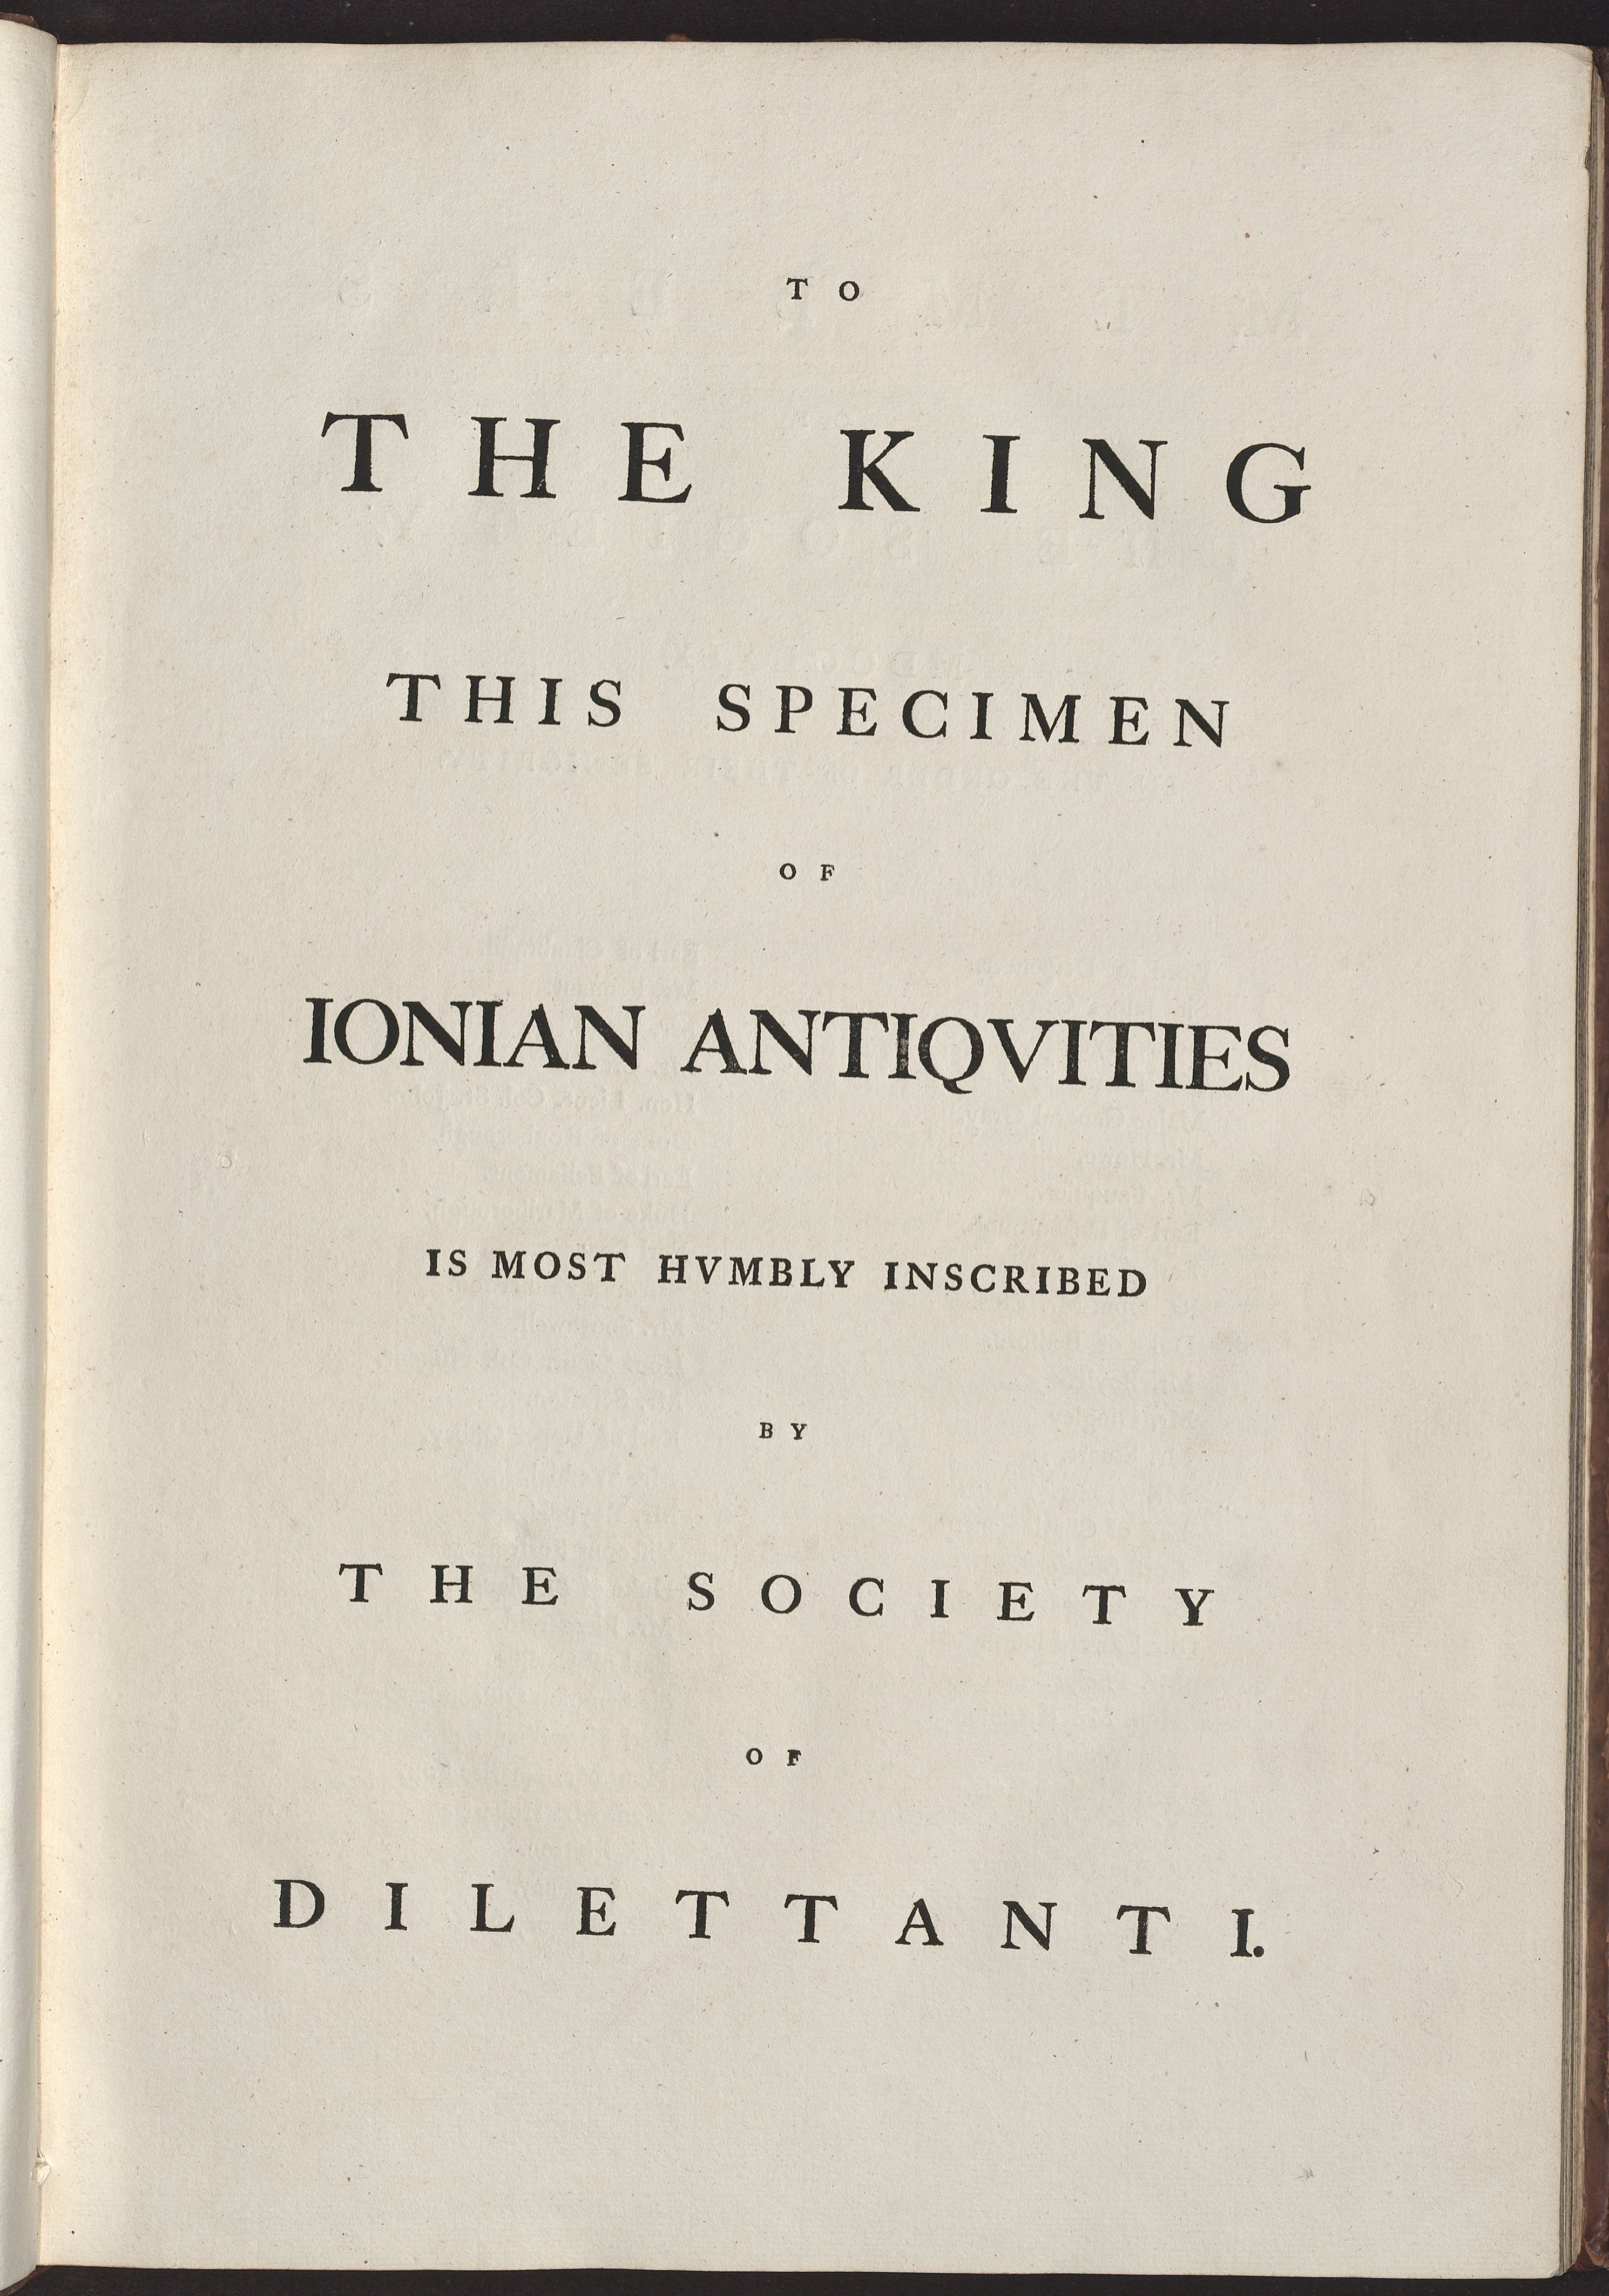 TO
THE KING
THIS SPECIMEN
OF
IONIAN ANTIQVITIES
IS MOST HVMBLY INSCRIBED
BY
THE SOCIETY
OF
DILETTANTI.